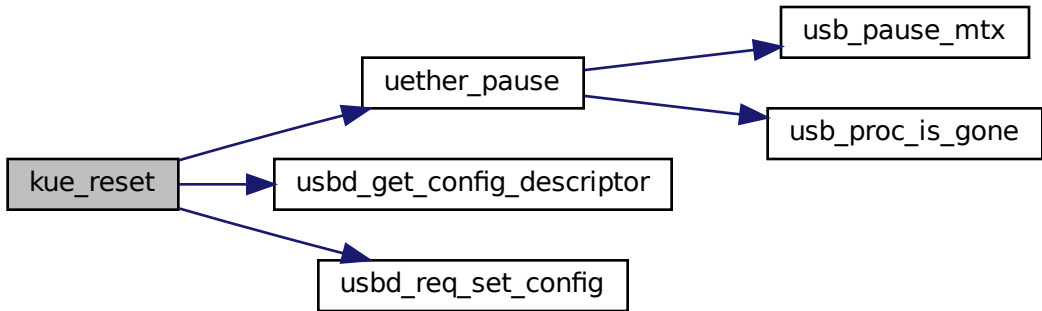 usb_pause_mtx
uether_pause
usb_proc_is_gone
kue_reset
usbd_get_config_descriptor
usbd_req_set_config